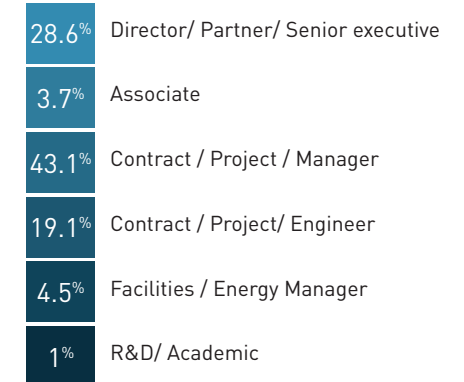 28.6% Director/ Partner/ Senior executive
3.7% Associate
43.1% Contract / Project / Manager
19.1% Contract / Project/ Engineer
4.5% Facilities / Energy Manager
1% R&D/ Academic